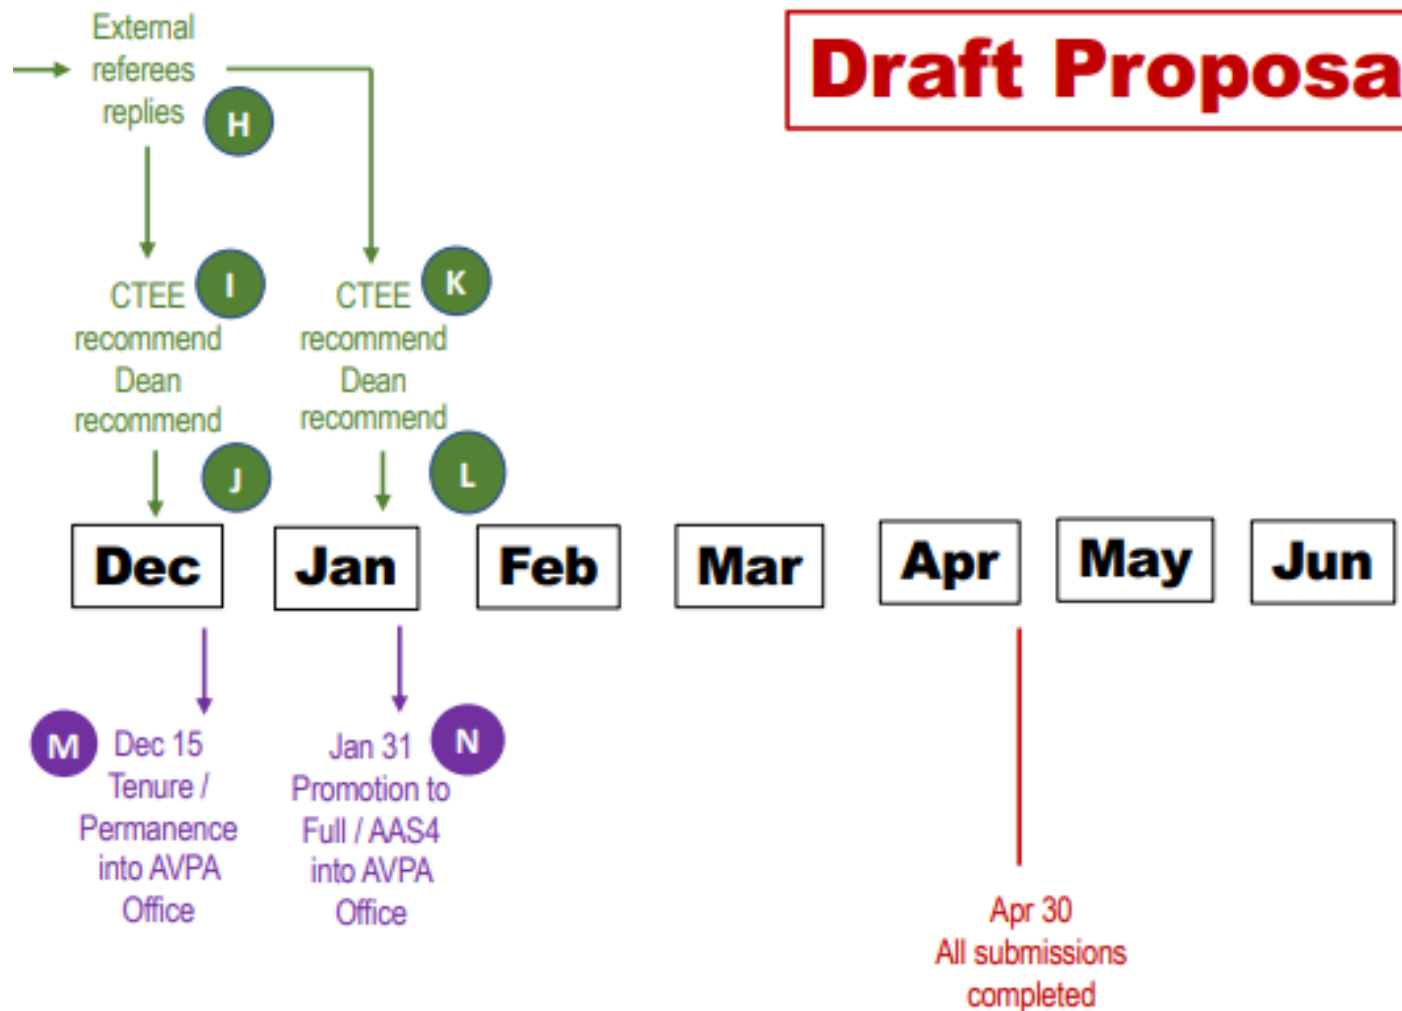 External
referees
replies
H
Draft Proposa
CTEE
I
recommend
Dean
recommend
J
CTEE
K
recommend
Dean
recommend
L
Dec
Jan
Feb
Mar
Apr
May
Jun
M
Dec 15
Tenure /
Permanence
into AVPA
Office
Jan 31
N
Promotion to
Full / AAS4
into AVPA
Office
Apr 30
All submissions
completed